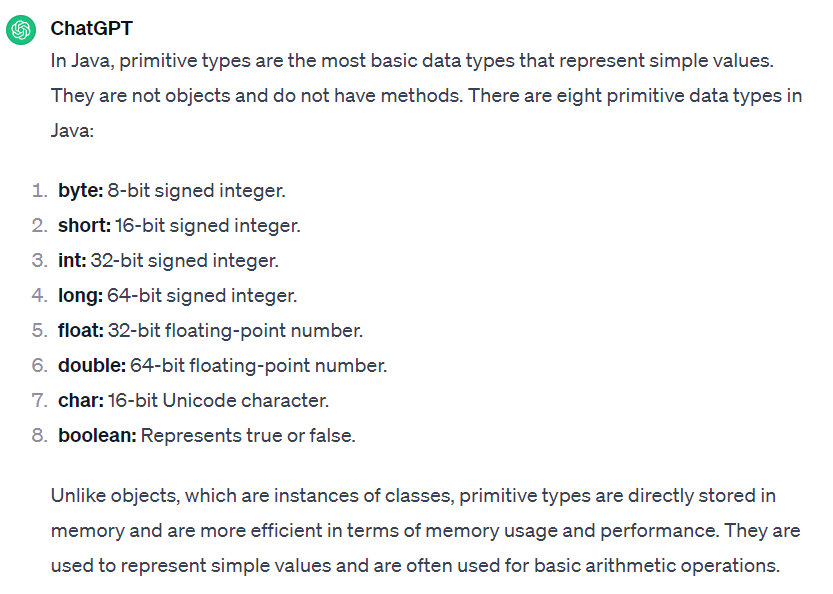 ChatGPT
In Java, primitive types are the most basic data types that represent simple values.
They are not objects and do not have methods. There are eight primitive data types in
Java:
1. byte: 8-bit signed integer.
2. short: 16-bit signed integer.
3. int: 32-bit signed integer.
4. long: 64-bit signed integer.
5. float: 32-bit floating-point number.
6. double: 64-bit floating-point number.
7. char: 16-bit Unicode character.
8. boolean: Represents true or false.
Unlike objects, which are instances of classes, primitive types are directly stored in
memory and are more efficient in terms of memory usage and performance. They are
used to represent simple values and are often used for basic arithmetic operations.